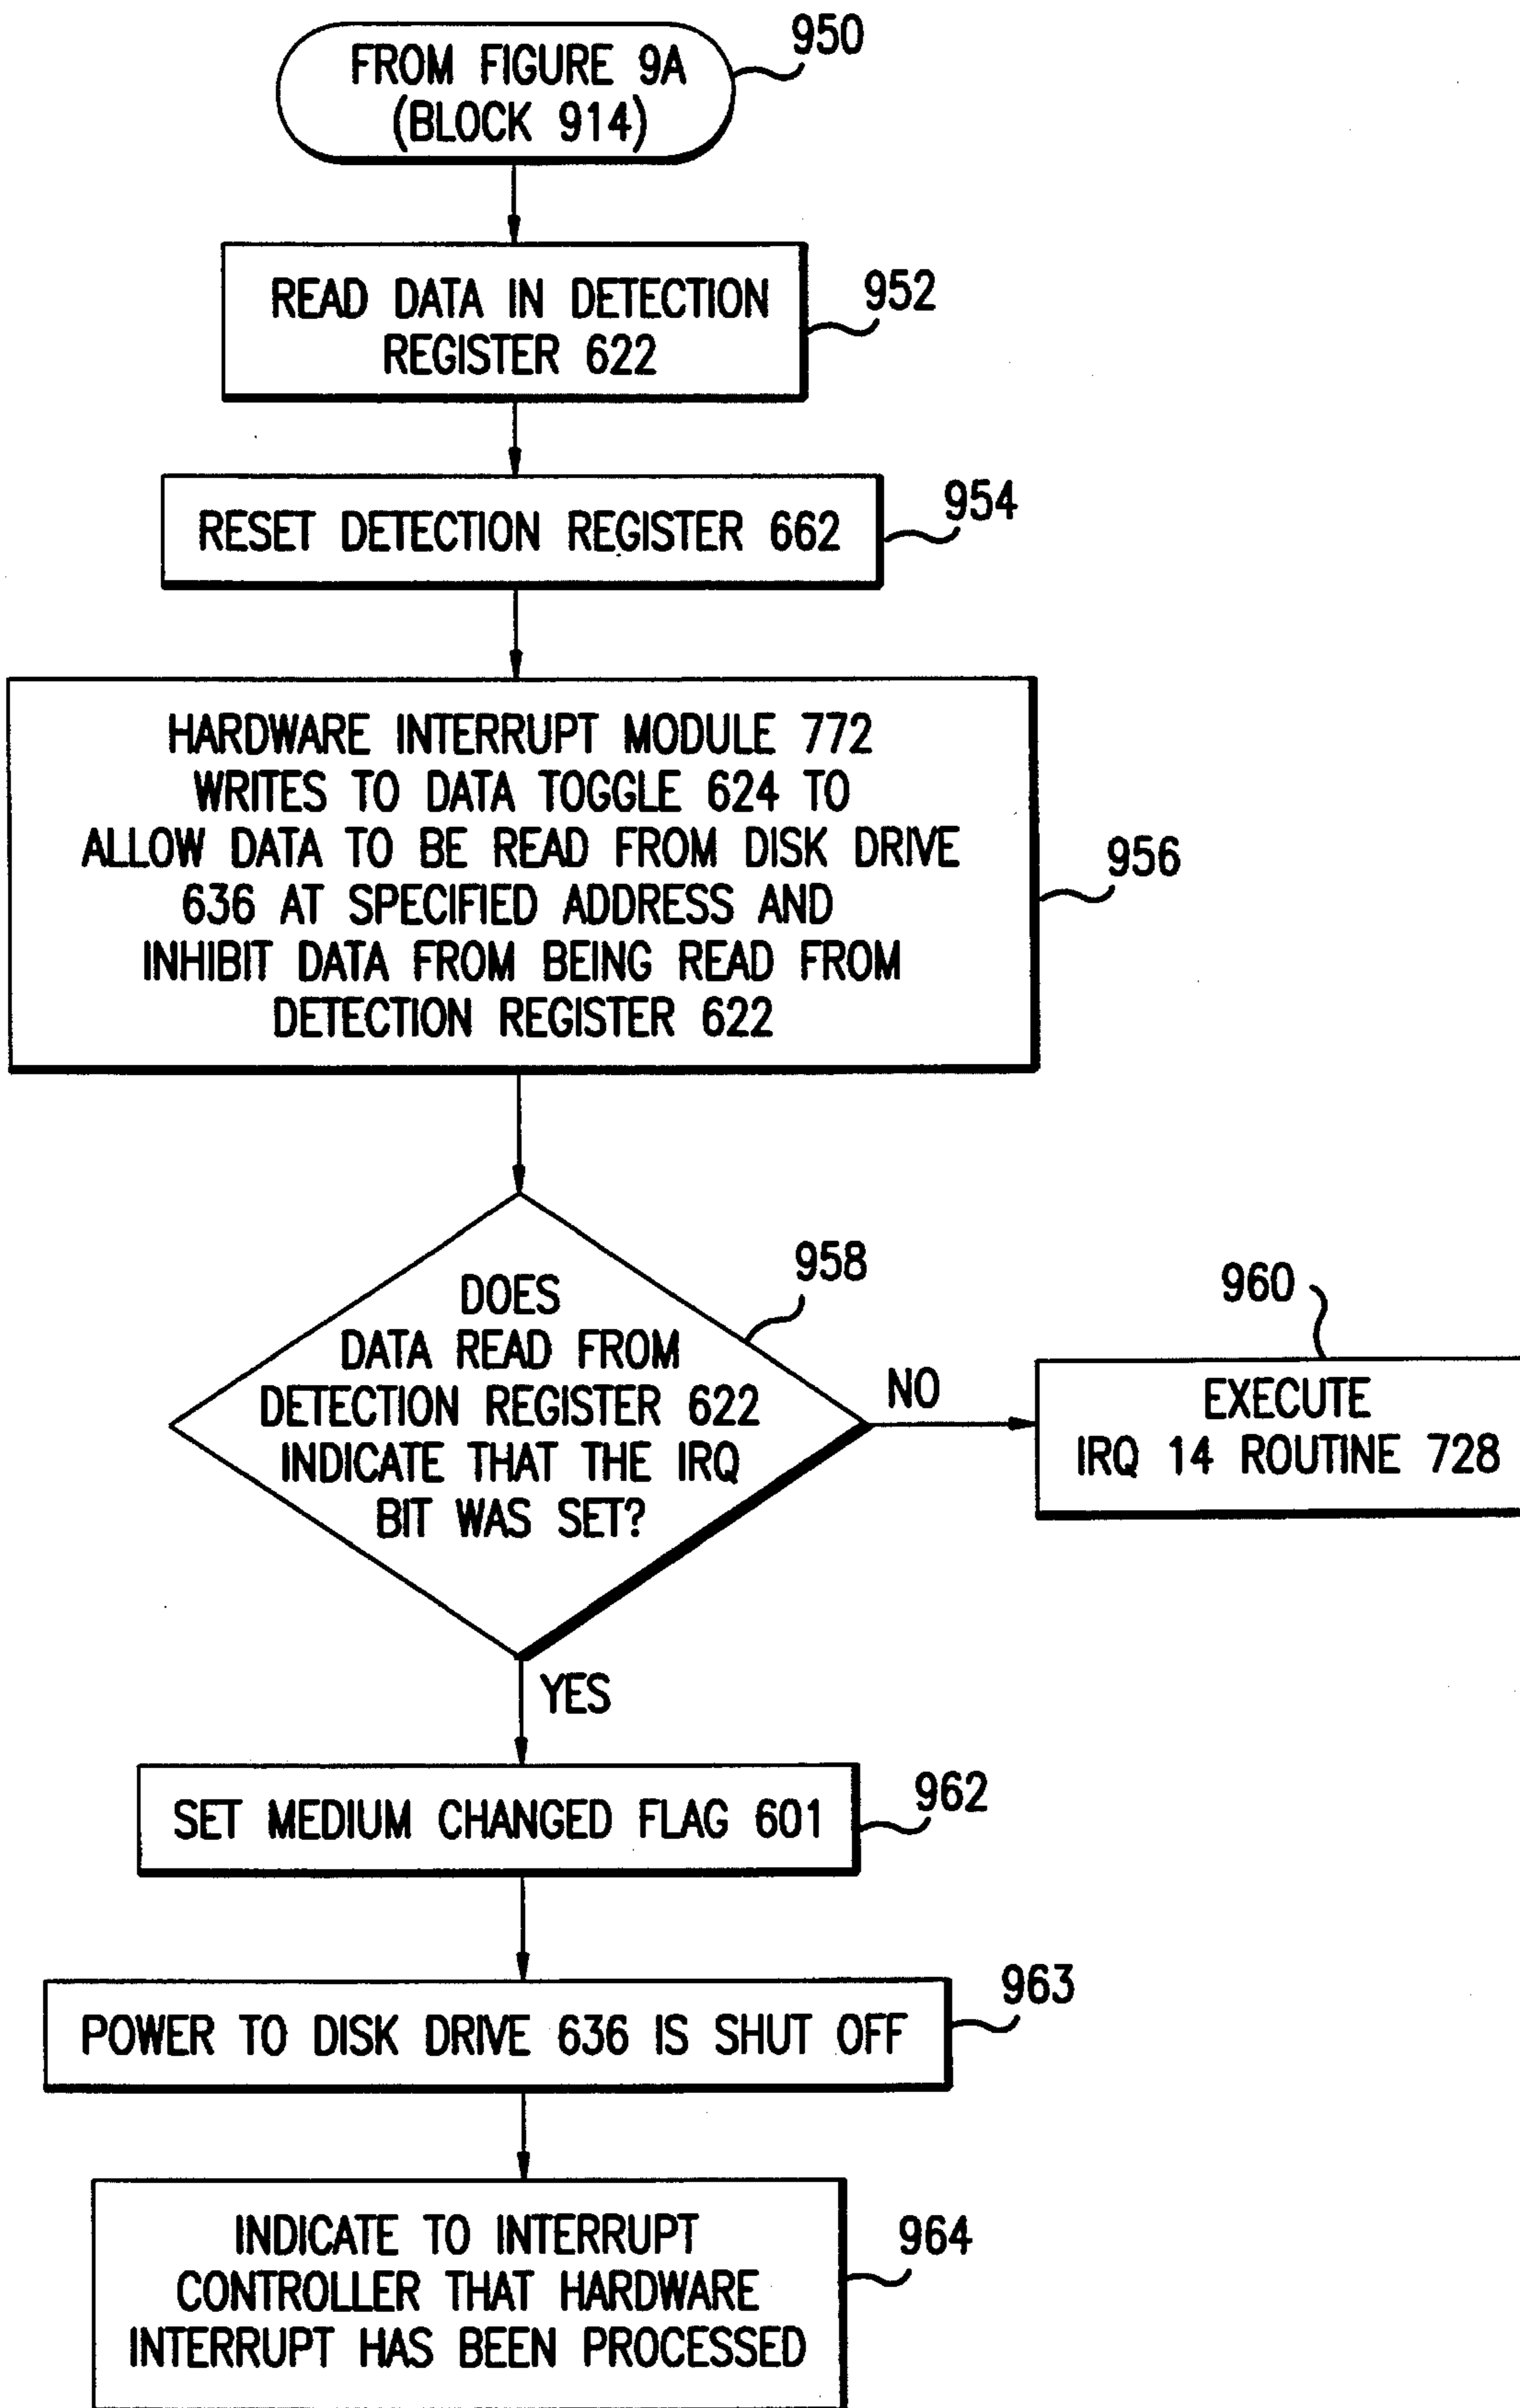 FROM FIGURE 9A
(BLOCK 914)
950
READ DATA IN DETECTION
REGISTER 622
952
RESET DETECTION REGISTER 662
954
HARDWARE INTERRUPT MODULE 772
WRITES TO DATA TOGGLE 624 TO
ALLOW DATA TO BE READ FROM DISK DRIVE
636 AT SPECIFIED ADDRESS AND
INHIBIT DATA FROM BEING READ FROM
DETECTION REGISTER 622
956
DOES
DATA READ FROM
DETECTION REGISTER 622
INDICATE THAT THE IRQ
BIT WAS SET?
958
NO
960
EXECUTE
IRQ 14 ROUTINE 728
YES
SET MEDIUM CHANGED FLAG 601
962
POWER TO DISK DRIVE 636 IS SHUT OFF
963
INDICATE TO INTERRUPT
CONTROLLER THAT HARDWARE
INTERRUPT HAS BEEN PROCESSED
964